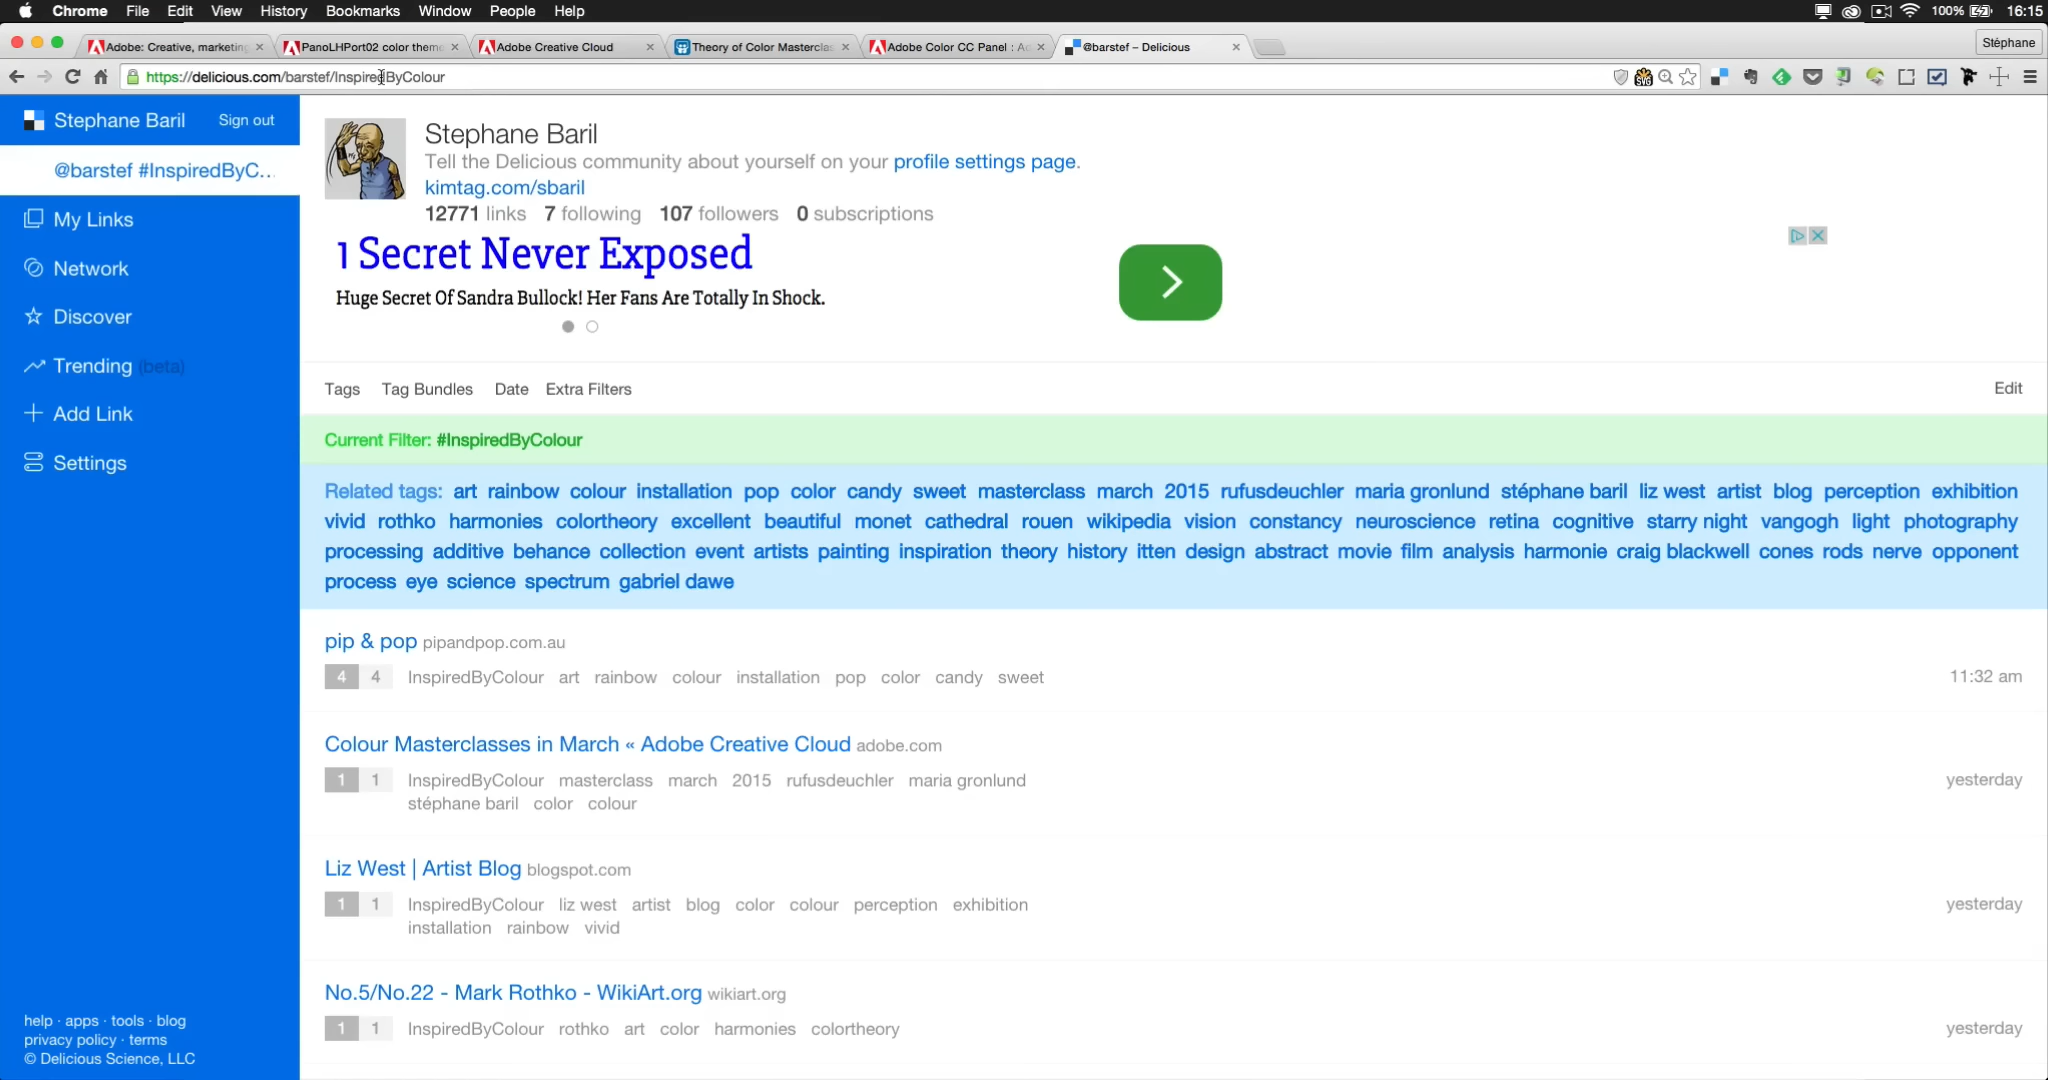 Chrome File Edit View History Bookmarks Window People Help 100% 16:15
Adobe: Creative, marketing PanoLHPort02 color theme Adobe Creative Cloud Theory of Color Masterclas Adobe Color CC Panel : Ad @barstef – Delicious Stéphane
https://delicious.com/barstef/InspiredByColour
Stephane Baril Sign out
@barstef #InspiredByC...
My Links
Network
Discover
Trending (beta)
Add Link
Settings
help · apps · tools · blog
privacy policy · terms
© Delicious Science, LLC
Stephane Baril
Tell the Delicious community about yourself on your profile settings page.
kimtag.com/sbaril
12771 links 7 following 107 followers 0 subscriptions
1 Secret Never Exposed
Huge Secret Of Sandra Bullock! Her Fans Are Totally In Shock.
Tags Tag Bundles Date Extra Filters Edit
Current Filter: #InspiredByColour
Related tags: art rainbow colour installation pop color candy sweet masterclass march 2015 rufusdeuchler maria gronlund stéphane baril liz west artist blog perception exhibition
vivid rothko harmonies colortheory excellent beautiful monet cathedral rouen wikipedia vision constancy neuroscience retina cognitive starry night vangogh light photography
processing additive behance collection event artists painting inspiration theory history itten design abstract movie film analysis harmonie craig blackwell cones rods nerve opponent
process eye science spectrum gabriel dawe
pip & pop pipandpop.com.au
4 4 InspiredByColour art rainbow colour installation pop color candy sweet 11:32 am
Colour Masterclasses in March « Adobe Creative Cloud adobe.com
1 1 InspiredByColour masterclass march 2015 rufusdeuchler maria gronlund yesterday
stéphane baril color colour
Liz West | Artist Blog blogspot.com
1 1 InspiredByColour liz west artist blog color colour perception exhibition yesterday
installation rainbow vivid
No.5/No.22 - Mark Rothko - WikiArt.org wikiart.org
1 1 InspiredByColour rothko art color harmonies colortheory yesterday